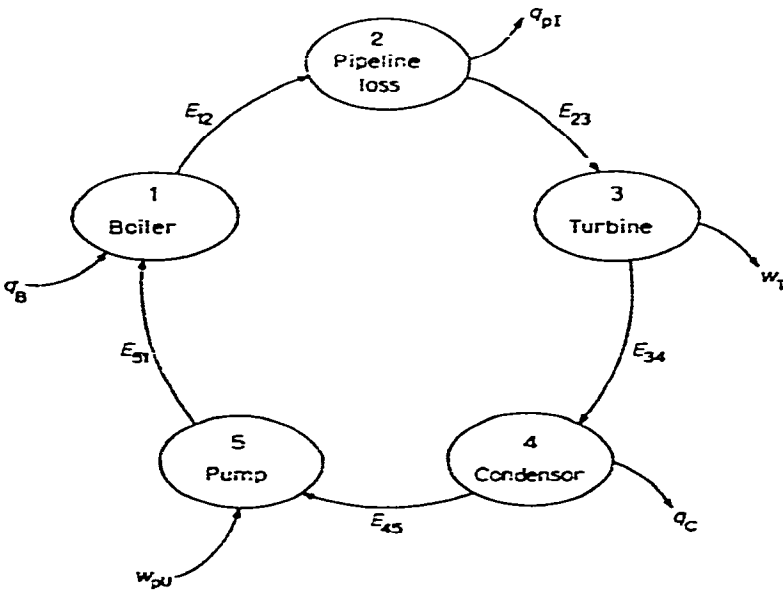 2
Pipeline
loss
q_pI
E_12
E_23
1
Boiler
3
Turbine
q_B
w_T
E_51
E_34
5
Pump
4
Condensor
E_45
q_C
w_pU